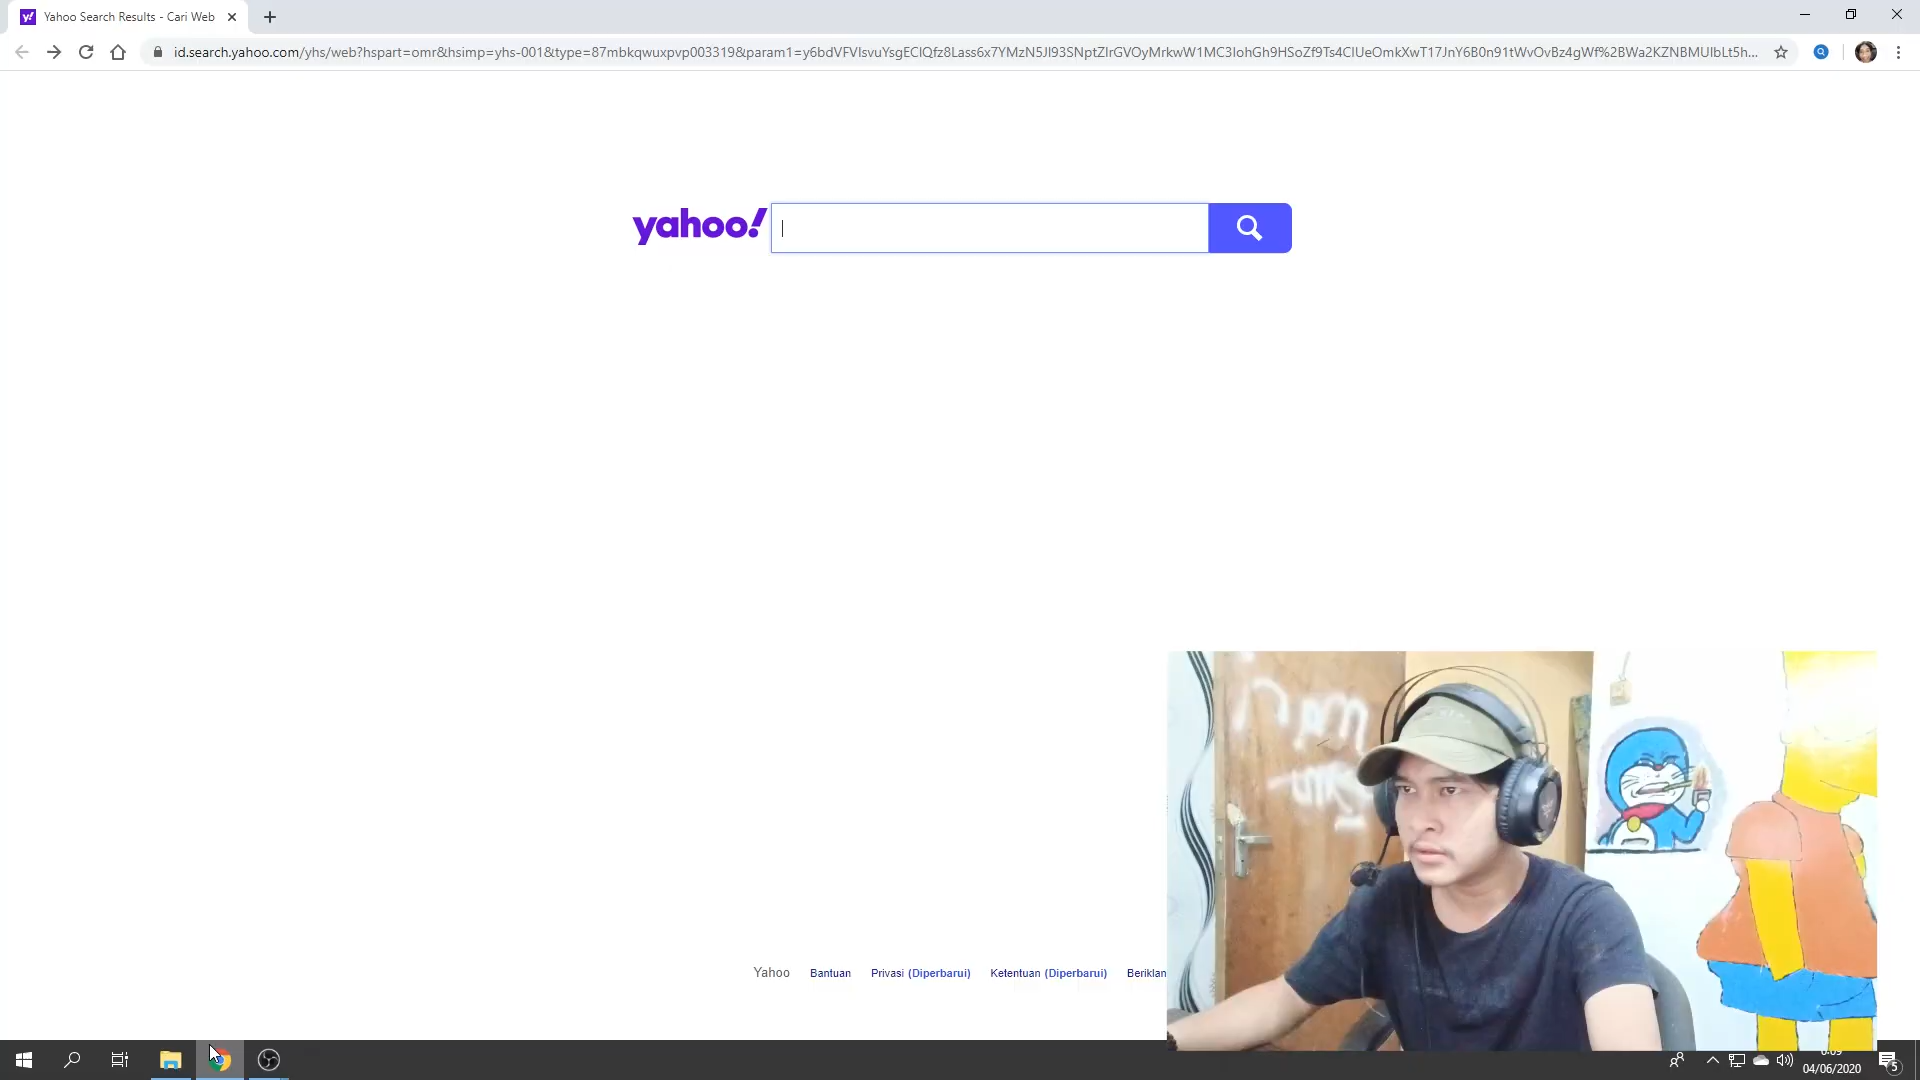 Yahoo Search Results - Cari Web
id.search.yahoo.com/yhs/web?hspart=omr&hsimp=yhs-001&type=87mbkqwuxpvp003319&param1=y6bdVFVIsvuYsgECIQfz8Lass6x7YMzN5JI93SNptZIrGVOyMrkwW1MC3IohGh9HSoZf9Ts4CIUeOmkXwT17JnY6B0n91tWvOvBz4gWf%2BWa2KZNBMUIbLt5h...
yahoo!
Yahoo Bantuan Privasi (Diperbarui) Ketentuan (Diperbarui) Beriklan
04/06/2020
5